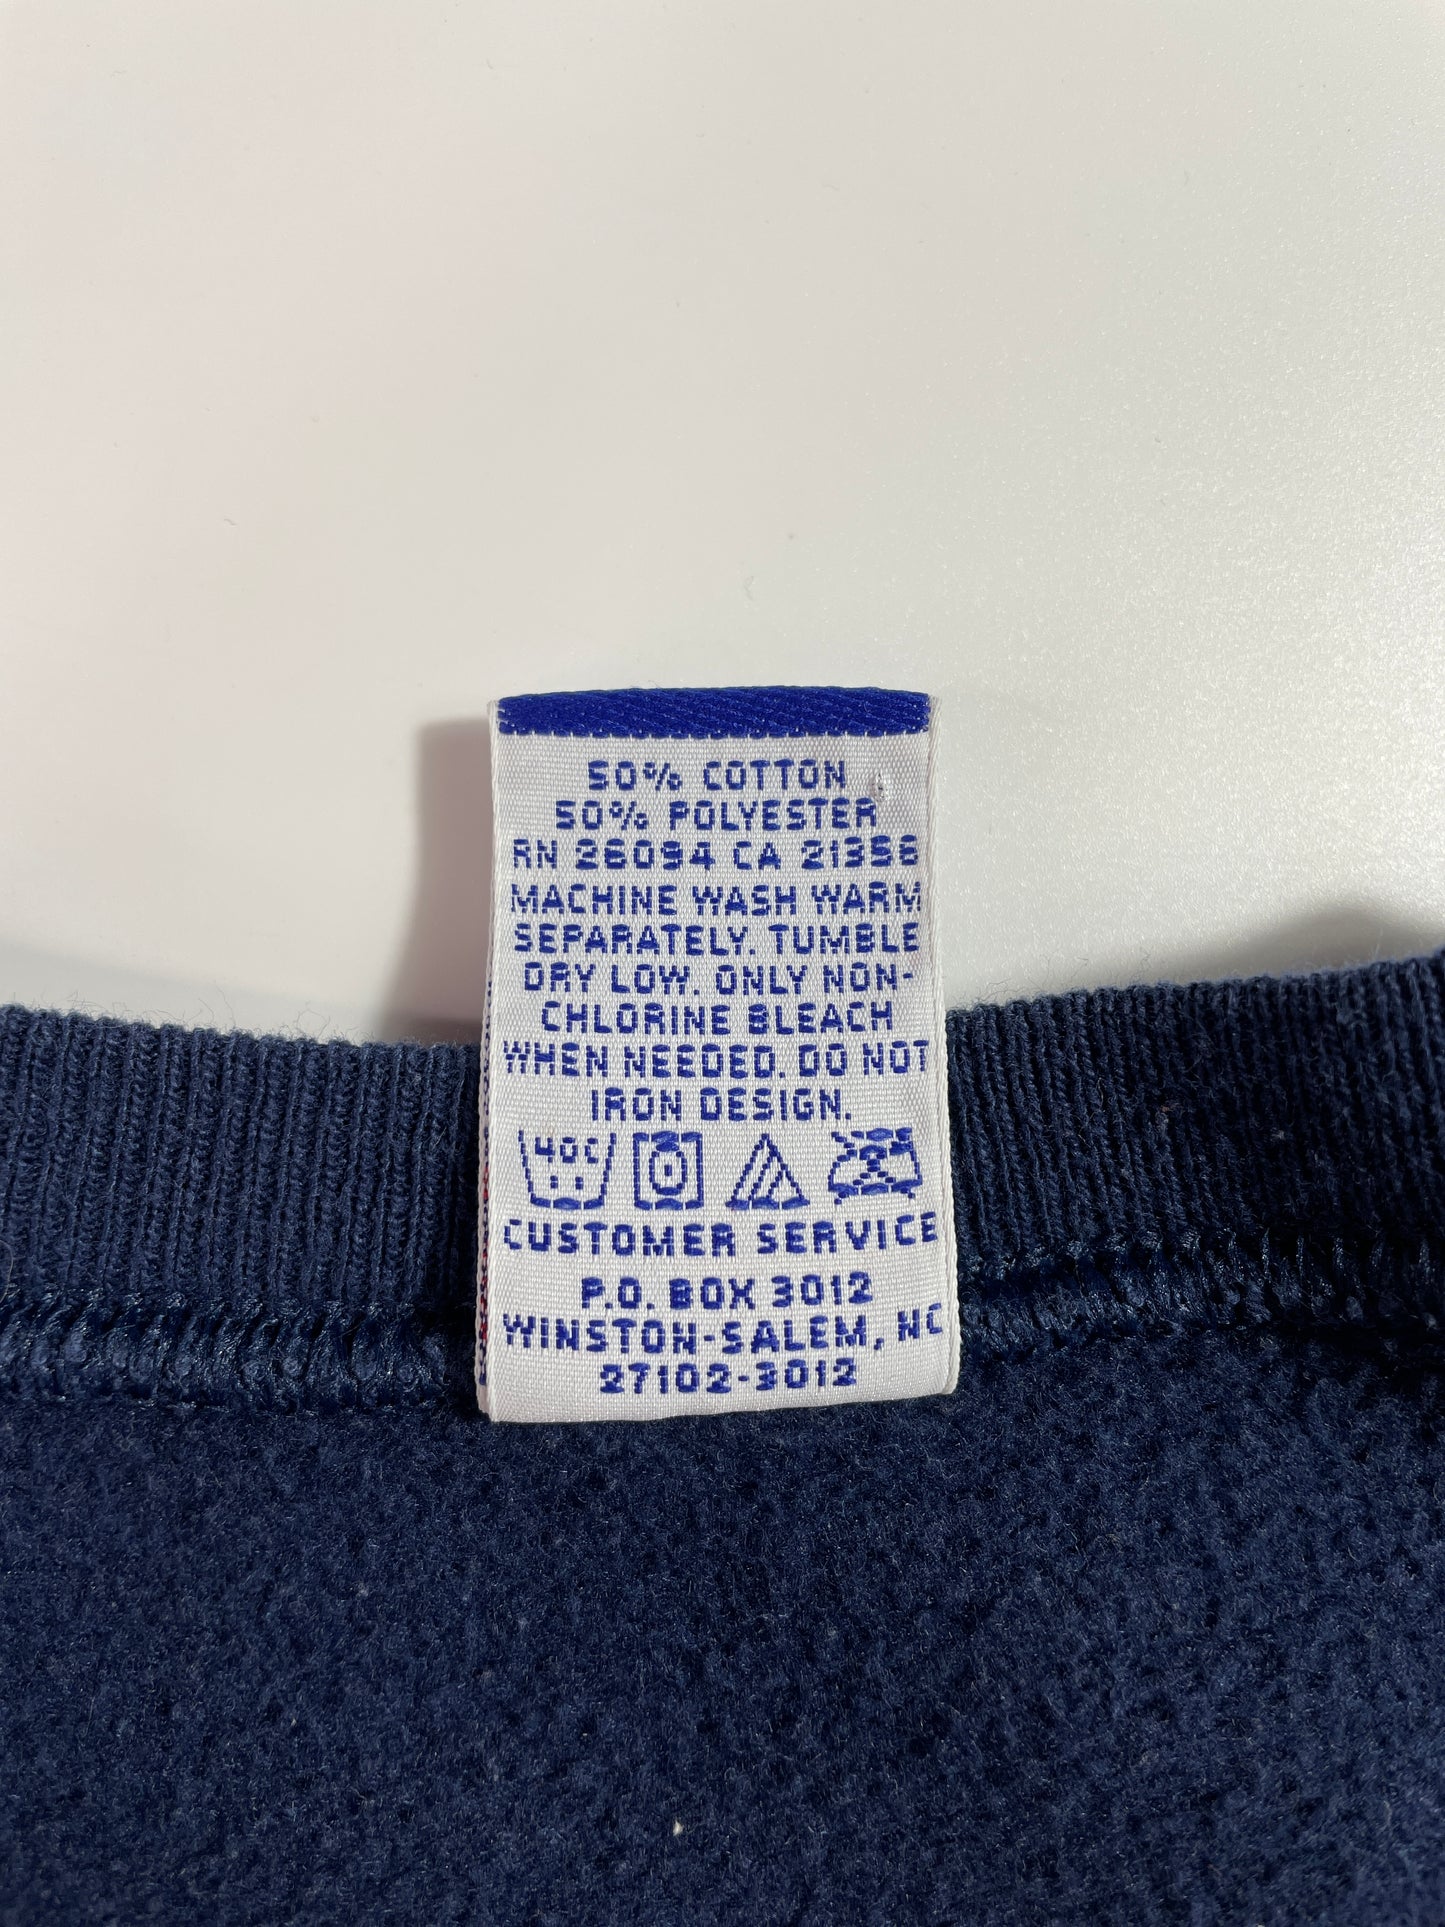 50% COTTON
50% POLYESTER
RN 26094 CA 21356
MACHINE WASH WARM
SEPARATELY. TUMBLE
DRY LOW. ONLY NON-
CHLORINE BLEACH
WHEN NEEDED. DO NOT
IRON DESIGN.
40C
CUSTOMER SERVICE
P.O. BOX 3012
WINSTON-SALEM, NC
27102-3012